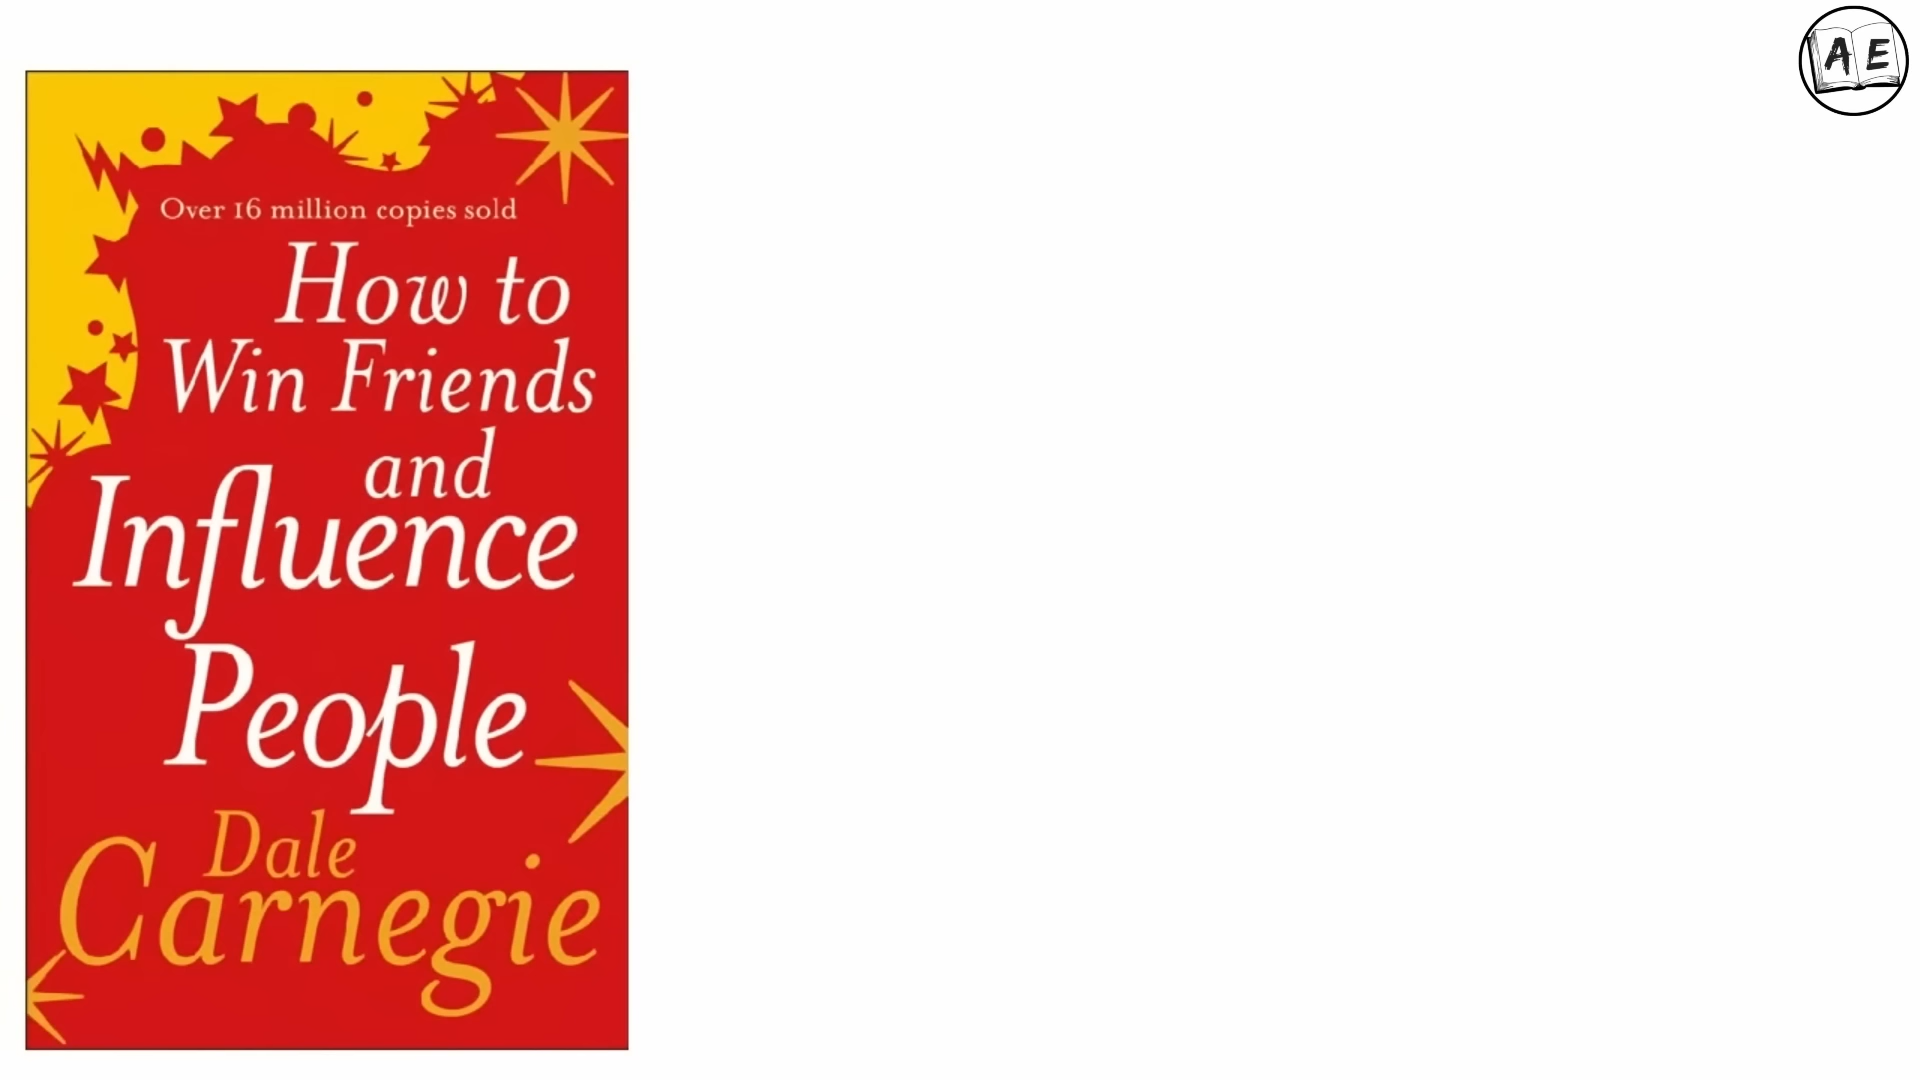 Over 16 million copies sold
How to
Win Friends
and
Influence
People
Dale
Carnegie
A E